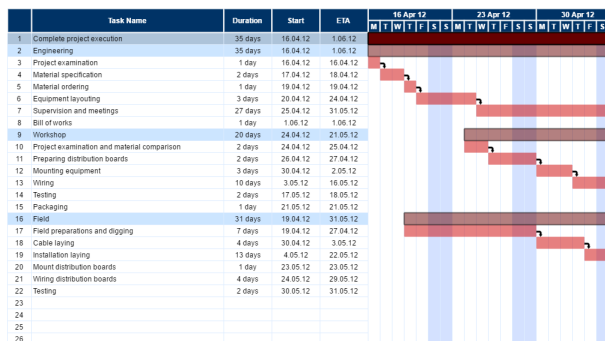 16 Apr 12 23 Apr 12 30 Apr 12
Task Name Duration Start ETA M T W T F S S M T W T F S S M T W T F S
1 Complete project execution 35 days 16.04.12 1.06.12
2 Engineering 35 days 16.04.12 1.06.12
3 Project examination 1 day 16.04.12 16.04.12
4 Material specification 2 days 17.04.12 18.04.12
5 Material ordering 1 day 19.04.12 19.04.12
6 Equipment layouting 3 days 20.04.12 24.04.12
7 Supervision and meetings 27 days 25.04.12 31.05.12
8 Bill of works 1 day 1.06.12 1.06.12
9 Workshop 20 days 24.04.12 21.05.12
10 Project examination and material comparison 2 days 24.04.12 25.04.12
11 Preparing distribution boards 2 days 26.04.12 27.04.12
12 Mounting equipment 3 days 30.04.12 2.05.12
13 Wiring 10 days 3.05.12 16.05.12
14 Testing 2 days 17.05.12 18.05.12
15 Packaging 1 day 21.05.12 21.05.12
16 Field 31 days 19.04.12 31.05.12
17 Field preparations and digging 7 days 19.04.12 27.04.12
18 Cable laying 4 days 30.04.12 3.05.12
19 Installation laying 13 days 4.05.12 22.05.12
20 Mount distribution boards 1 day 23.05.12 23.05.12
21 Wiring distribution boards 4 days 24.05.12 29.05.12
22 Testing 2 days 30.05.12 31.05.12
23
24
25
26